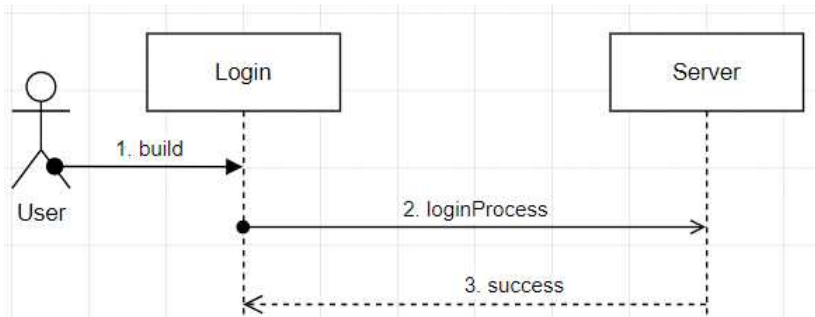 Login
Server
1. build
User
2. loginProcess
3. success